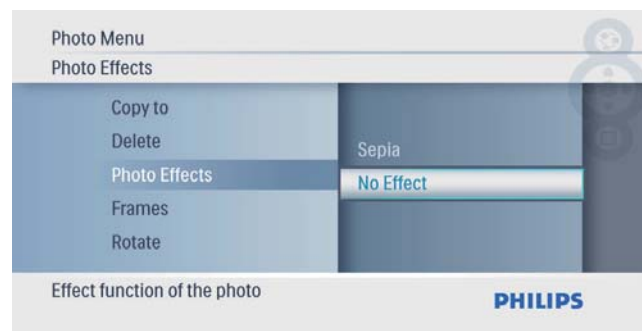 Photo Menu
Photo Effects
Copy to
Delete
Photo Effects
Frames
Rotate
Sepia
No Effect
Effect function of the photo
PHILIPS